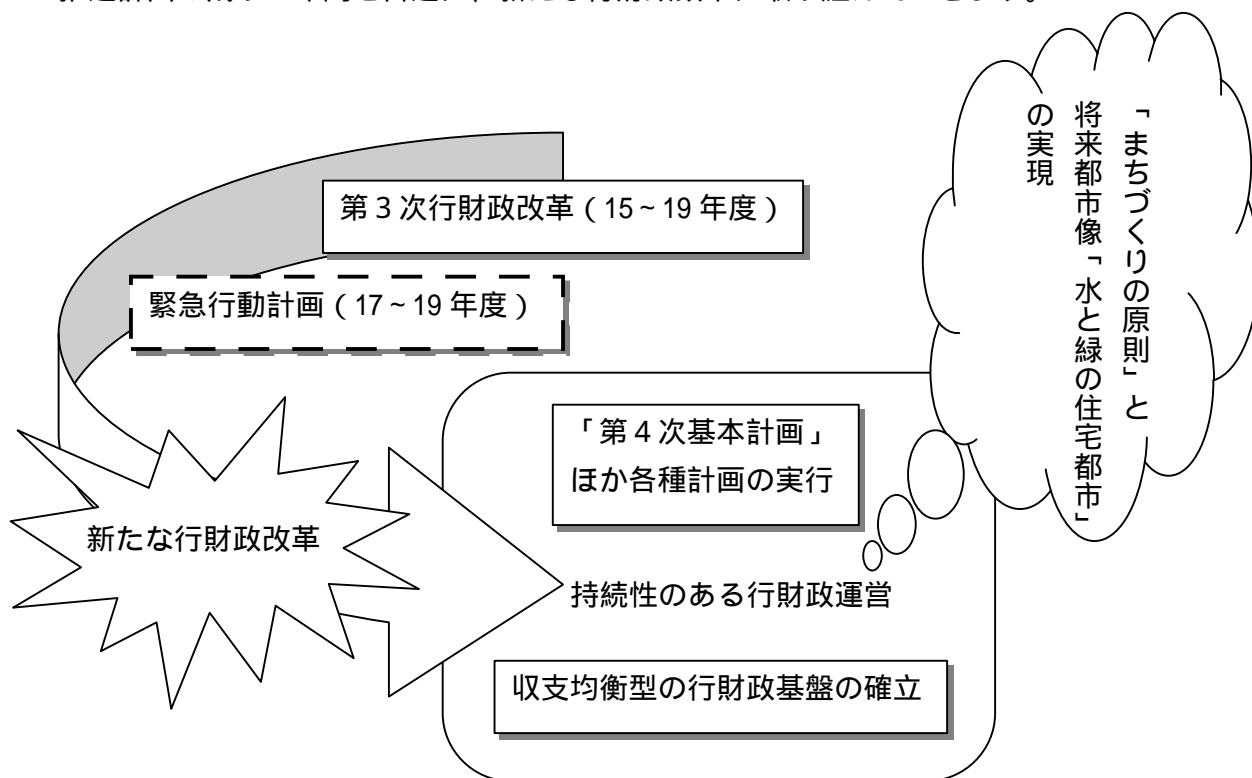 第３次行財政改革（15～19 年度）
緊急行動計画（17～19 年度）
「まちづくりの原則」と
将来都市像「水と緑の住宅都市」
の実現
「第４次基本計画」
ほか各種計画の実行
新たな行財政改革
持続性のある行財政運営
収支均衡型の行財政基盤の確立